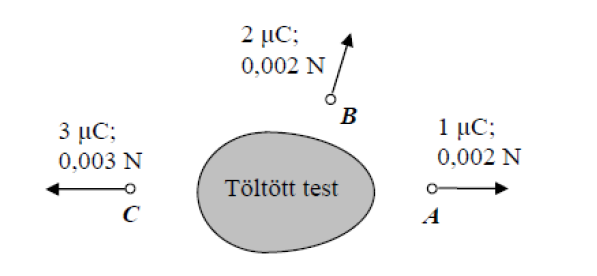 2 μC;
0,002 N
B
3 μC;
0,003 N
C
Töltött test
1 μC;
0,002 N
A